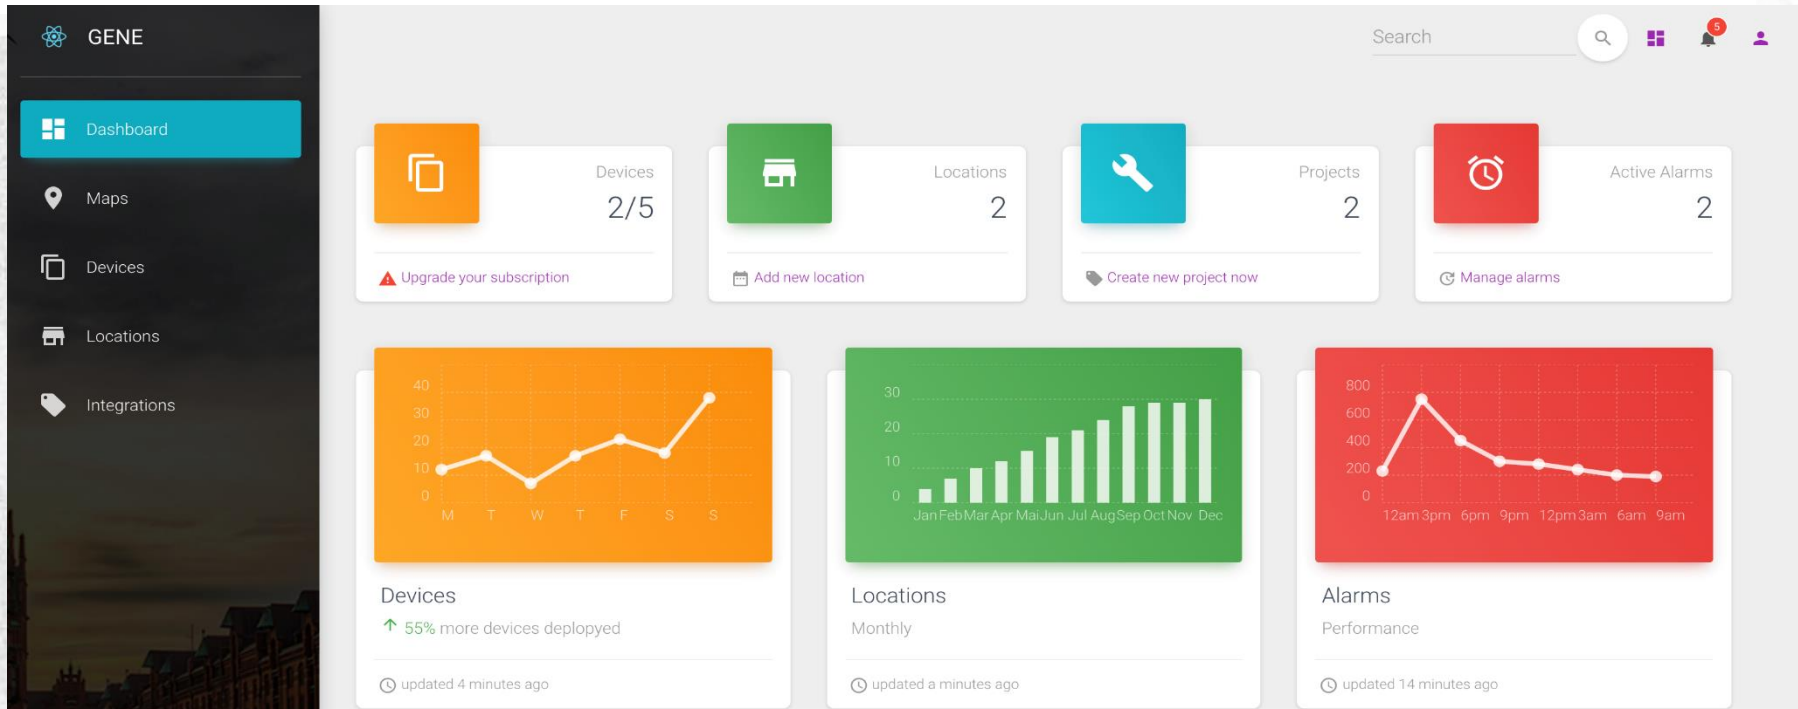 GENE
Search
5
Dashboard
Maps
Devices
Locations
Integrations
Devices
2/5
Upgrade your subscription
Locations
2
Add new location
Projects
2
Create new project now
Active Alarms
2
Manage alarms
40
30
20
10
0
M T W T F S S
Devices
55% more devices deplopyed
updated 4 minutes ago
30
20
10
0
Jan Feb Mar Apr Mai Jun Jul Aug Sep Oct Nov Dec
Locations
Monthly
updated a minutes ago
800
600
400
200
0
12am 3pm 6pm 9pm 12pm 3am 6am 9am
Alarms
Performance
updated 14 minutes ago